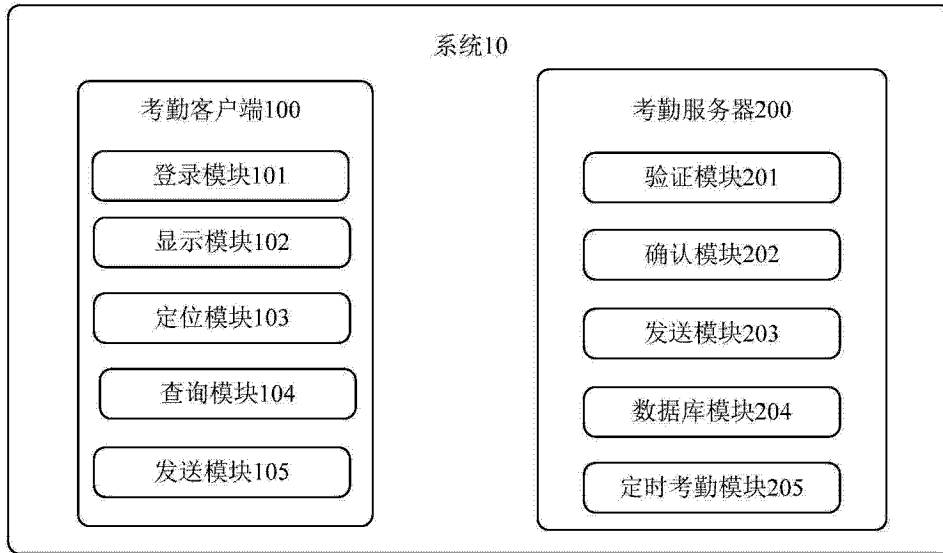 系统10
考勤客户端100
登录模块101
显示模块102
定位模块103
查询模块104
发送模块105
考勤服务器200
验证模块201
确认模块202
发送模块203
数据库模块204
定时考勤模块205